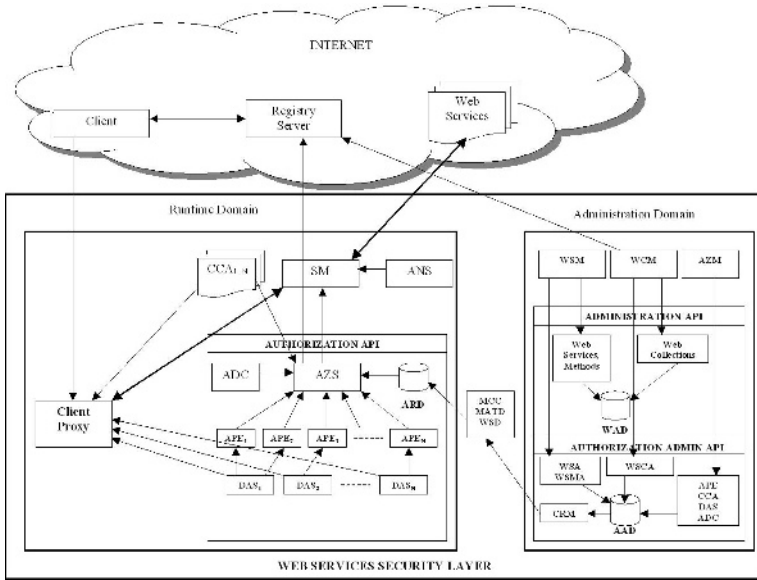 INTERNET
Client
Registry
Server
Web
Services
Runtime Domain
Administration Domain
CCA1..N
SM
ANS
WSM
WCM
AZM
ADMINISTRATION API
Web
Services,
Methods
Web
Collections
WAD
AUTHORIZATION API
ADC
AZS
ARD
MCC
MATD
WSD
Client
Proxy
APE1
APE2
APE3
APEN
DAS1
DAS2
DASN
AUTHORIZATION ADMIN API
WSA
WSMA
WSCA
APE
CCA
DAS
ADC
CRM
AAD
WEB SERVICES SECURITY LAYER